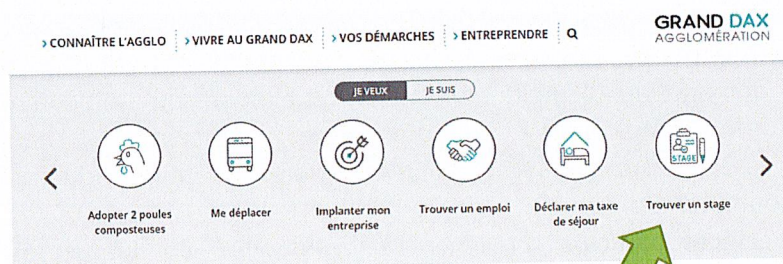 > CONNAÎTRE L'AGGLO > VIVRE AU GRAND DAX > VOS DÉMARCHES > ENTREPRENDRE
GRAND DAX
AGGLOMÉRATION
JE VEUX JE SUIS
STAGE
Adopter 2 poules
composteuses
Me déplacer
Implanter mon
entreprise
Trouver un emploi
Déclarer ma taxe
de séjour
Trouver un stage